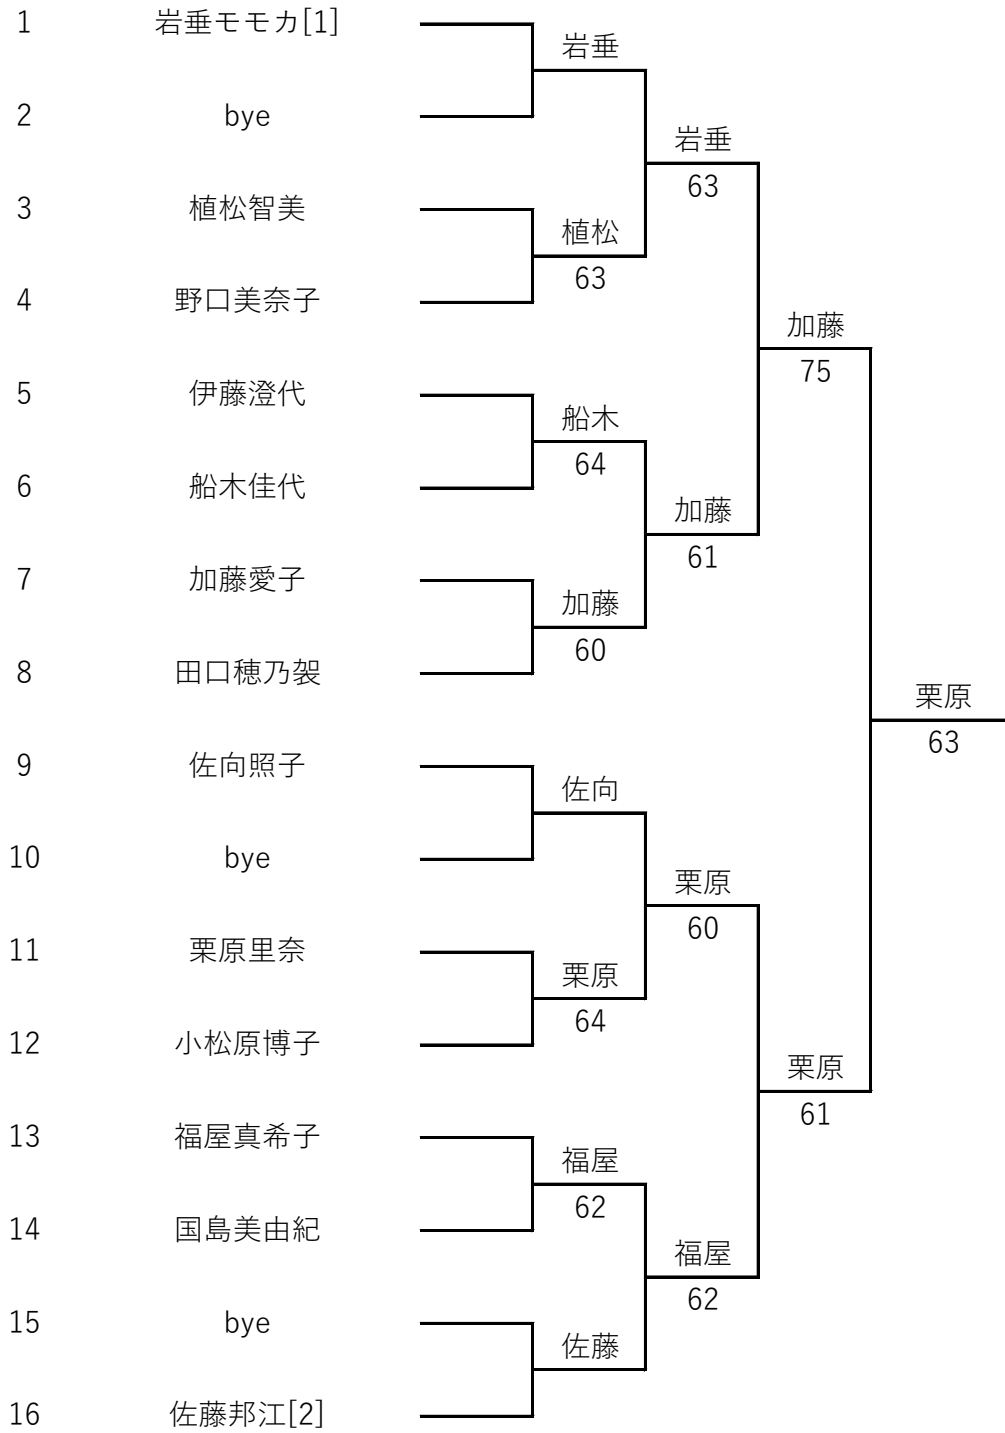 1 岩垂モモカ[1]
岩垂
2 bye
岩垂
63
3 植松智美
植松
63
4 野口美奈子
加藤
75
5 伊藤澄代
船木
64
6 船木佳代
加藤
61
7 加藤愛子
加藤
60
8 田口穂乃袈
栗原
63
9 佐向照子
佐向
10 bye
栗原
60
11 栗原里奈
栗原
64
12 小松原博子
栗原
61
13 福屋真希子
福屋
62
14 国島美由紀
福屋
62
15 bye
佐藤
16 佐藤邦江[2]